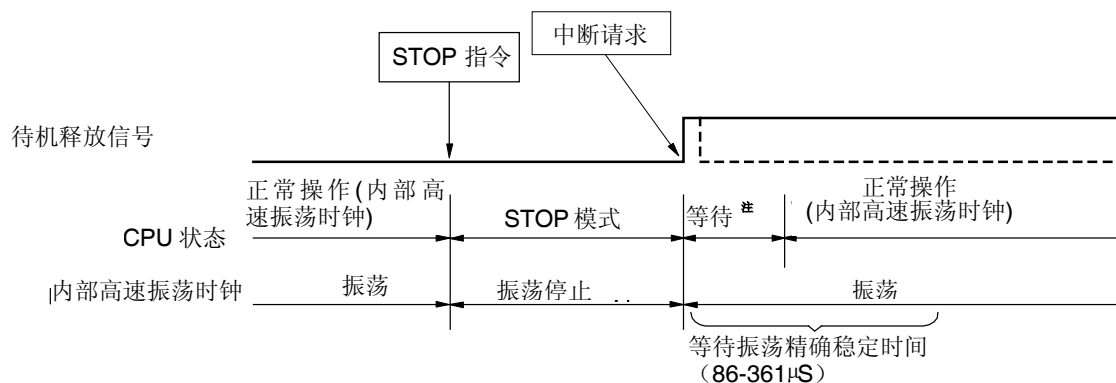 中断请求
STOP 指令
待机释放信号
正常操作(内部高
速振荡时钟)
正常操作
(内部高速振荡时钟)
STOP 模式
等待 注
CPU 状态
内部高速振荡时钟
振荡
振荡停止
振荡
等待振荡精确稳定时间
（86-361μS）